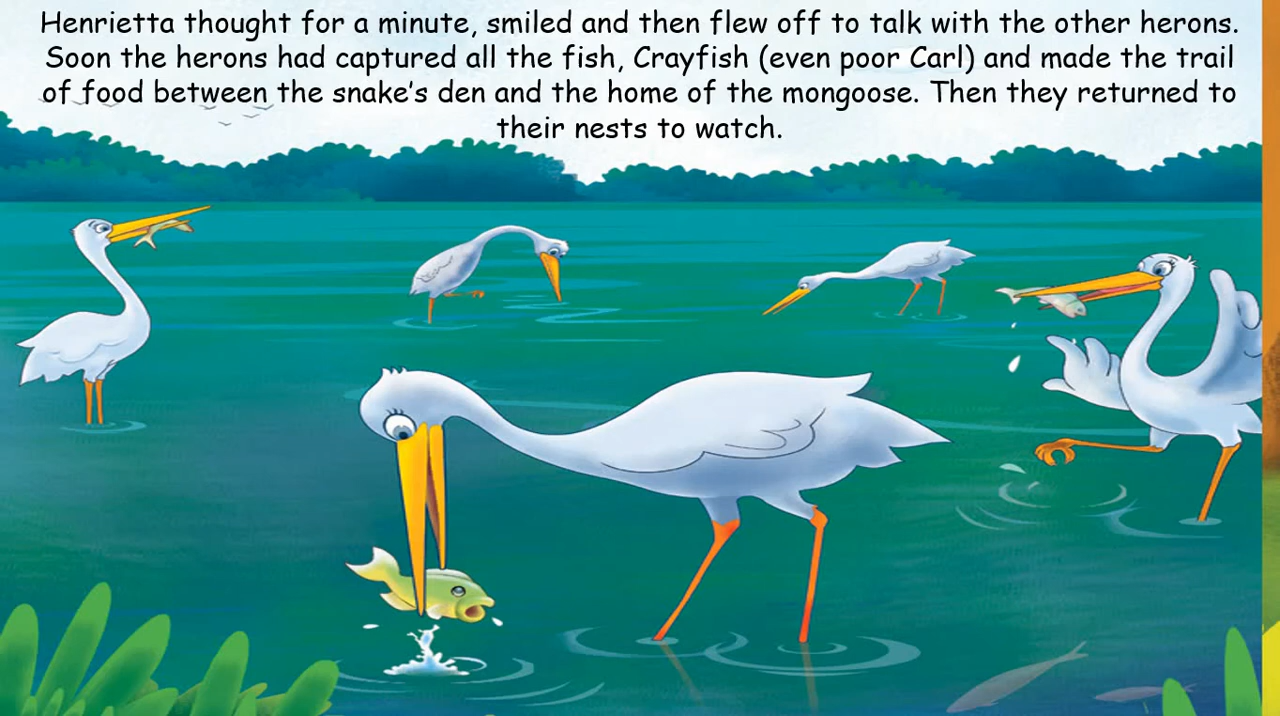 Henrietta thought for a minute, smiled and then flew off to talk with the other herons.
Soon the herons had captured all the fish, Crayfish (even poor Carl) and made the trail
of food between the snake's den and the home of the mongoose. Then they returned to
their nests to watch.